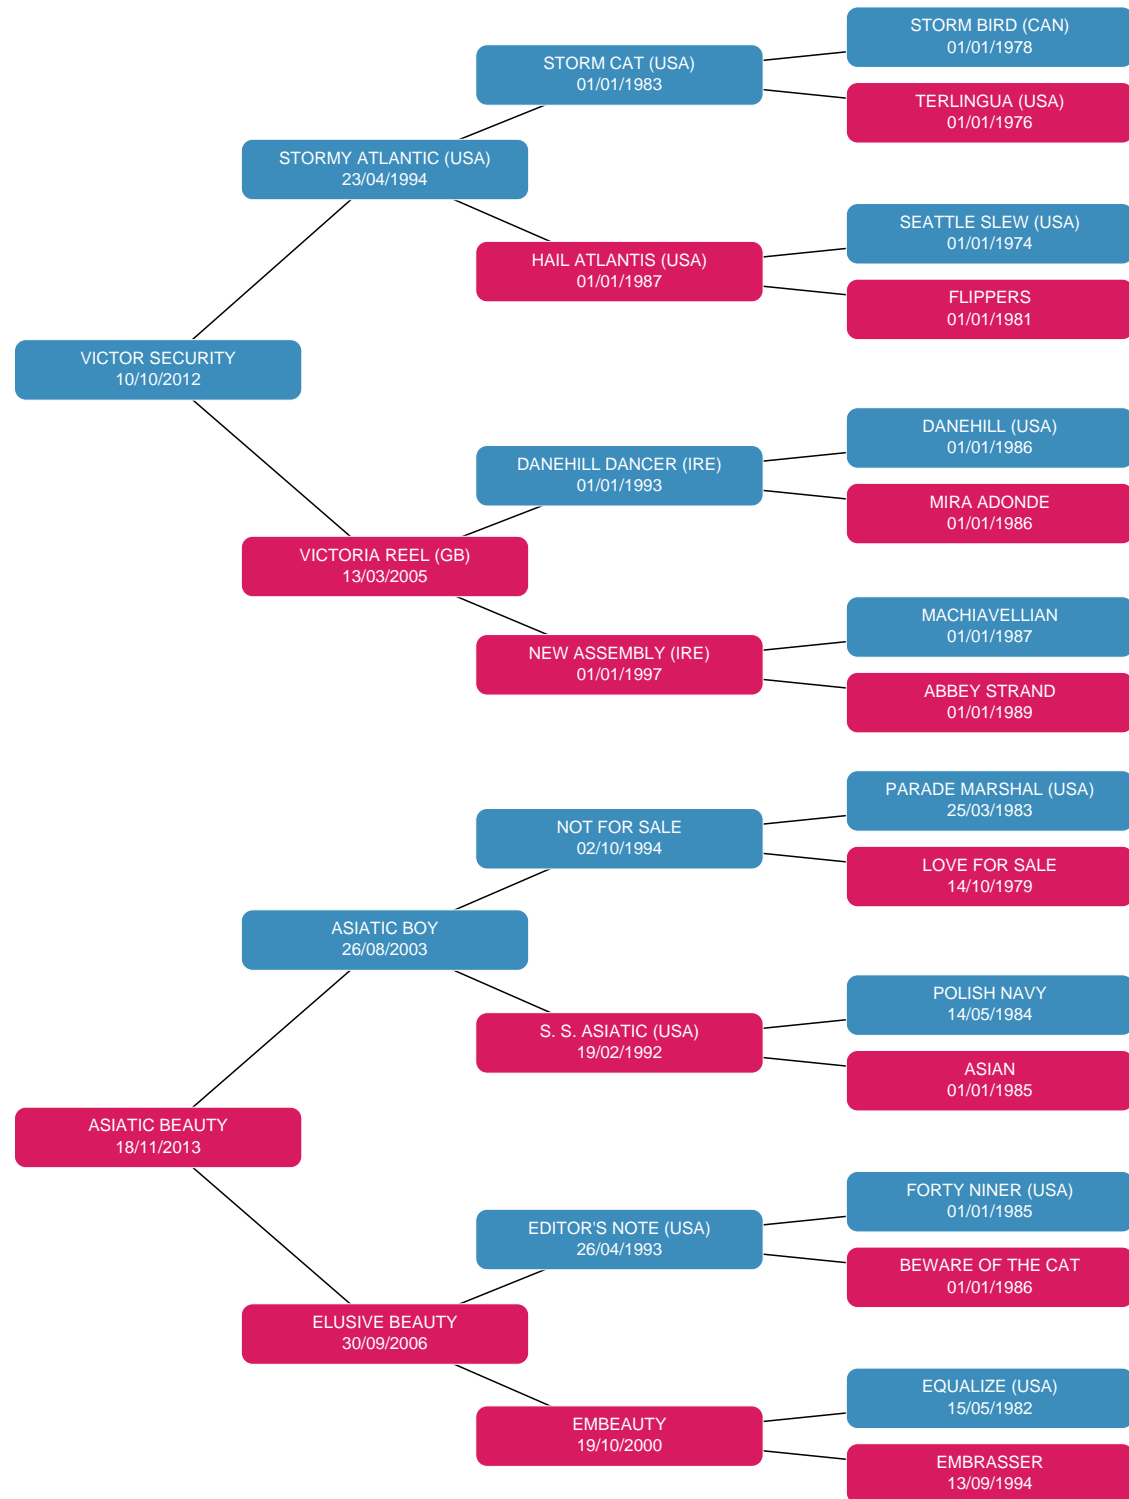 STORM BIRD (CAN)
01/01/1978
STORM CAT (USA)
01/01/1983
TERLINGUA (USA)
01/01/1976
STORMY ATLANTIC (USA)
23/04/1994
SEATTLE SLEW (USA)
01/01/1974
HAIL ATLANTIS (USA)
01/01/1987
FLIPPERS
01/01/1981
VICTOR SECURITY
10/10/2012
DANEHILL (USA)
01/01/1986
DANEHILL DANCER (IRE)
01/01/1993
MIRA ADONDE
01/01/1986
VICTORIA REEL (GB)
13/03/2005
MACHIAVELLIAN
01/01/1987
NEW ASSEMBLY (IRE)
01/01/1997
ABBEY STRAND
01/01/1989
PARADE MARSHAL (USA)
25/03/1983
NOT FOR SALE
02/10/1994
LOVE FOR SALE
14/10/1979
ASIATIC BOY
26/08/2003
POLISH NAVY
14/05/1984
S. S. ASIATIC (USA)
19/02/1992
ASIAN
01/01/1985
ASIATIC BEAUTY
18/11/2013
FORTY NINER (USA)
01/01/1985
EDITOR'S NOTE (USA)
26/04/1993
BEWARE OF THE CAT
01/01/1986
ELUSIVE BEAUTY
30/09/2006
EQUALIZE (USA)
15/05/1982
EMBEAUTY
19/10/2000
EMBRASSER
13/09/1994